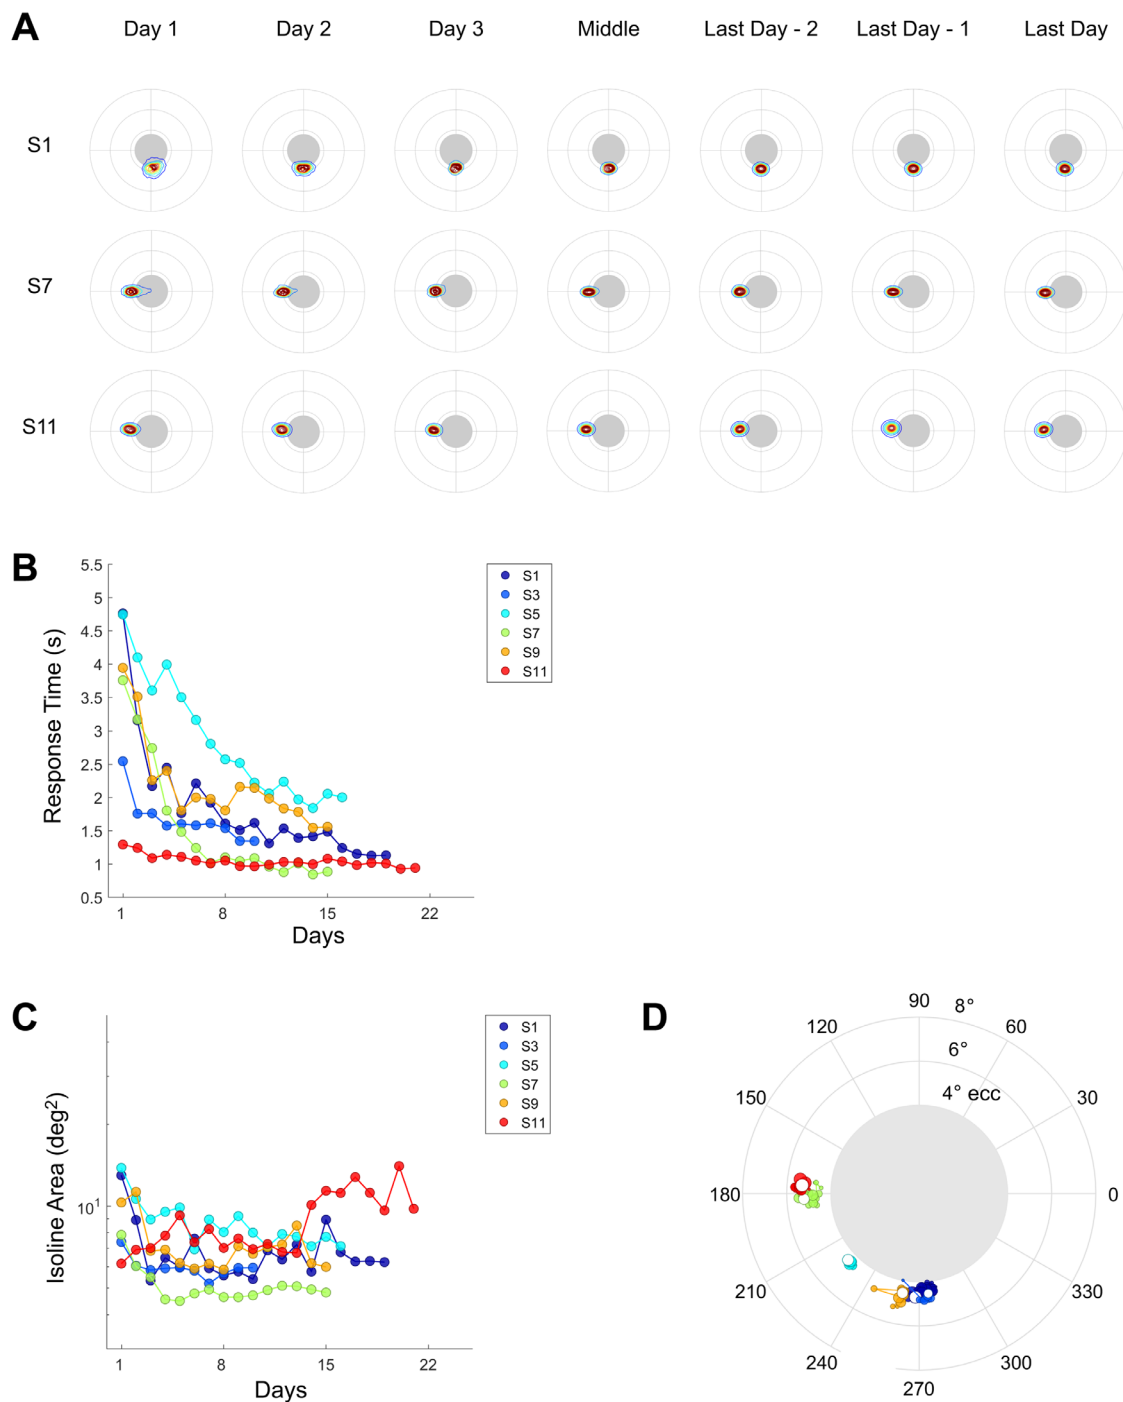 A
Day 1 Day 2 Day 3 Middle Last Day - 2 Last Day - 1 Last Day
S1
S7
S11
B
5.5
5
4.5
4
3.5
3
2.5
2
1.5
1
0.5
Response Time (s)
1 8 15 22
Days
S1
S3
S5
S7
S9
S11
C
10¹
Isoline Area (deg²)
1 8 15 22
Days
S1
S3
S5
S7
S9
S11
D
90 8°
120 60
6°
150 4° ecc 30
180 0
210 330
240 300
270